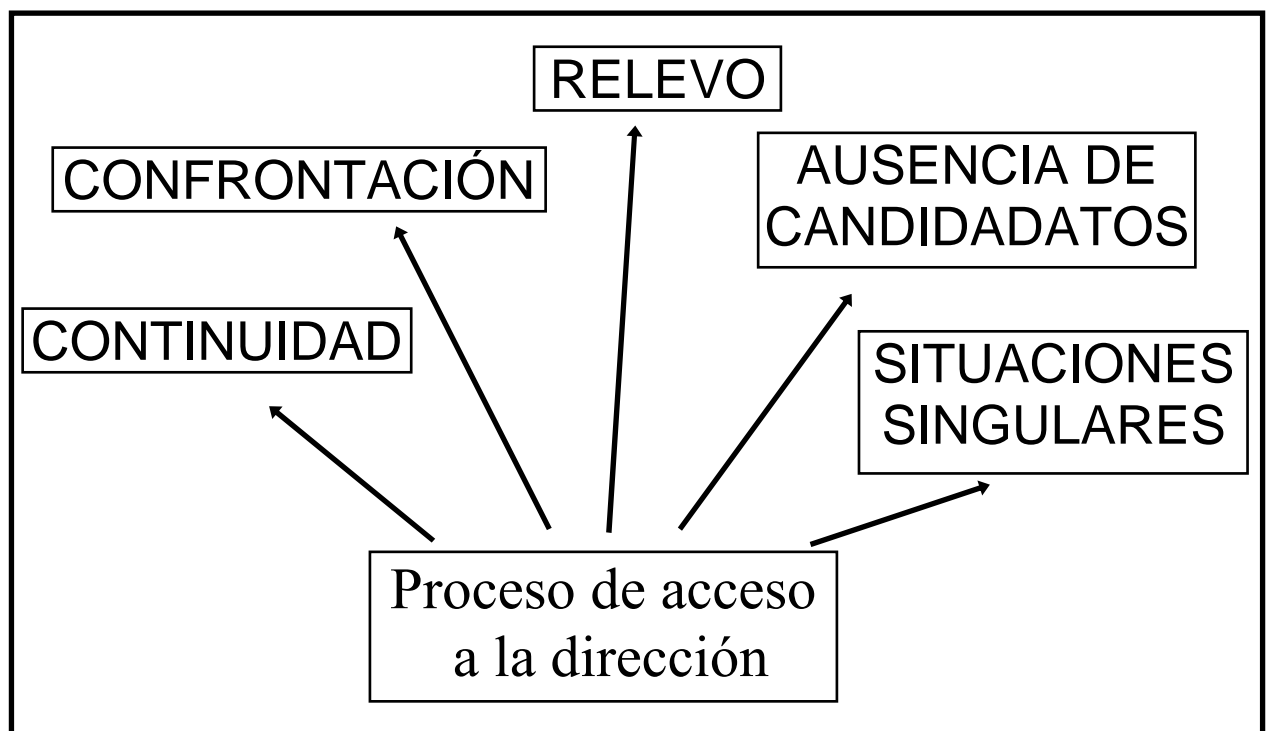 RELEVO
CONFRONTACIÓN
AUSENCIA DE
CANDIDADATOS
CONTINUIDAD
SITUACIONES
SINGULARES
Proceso de acceso
a la dirección